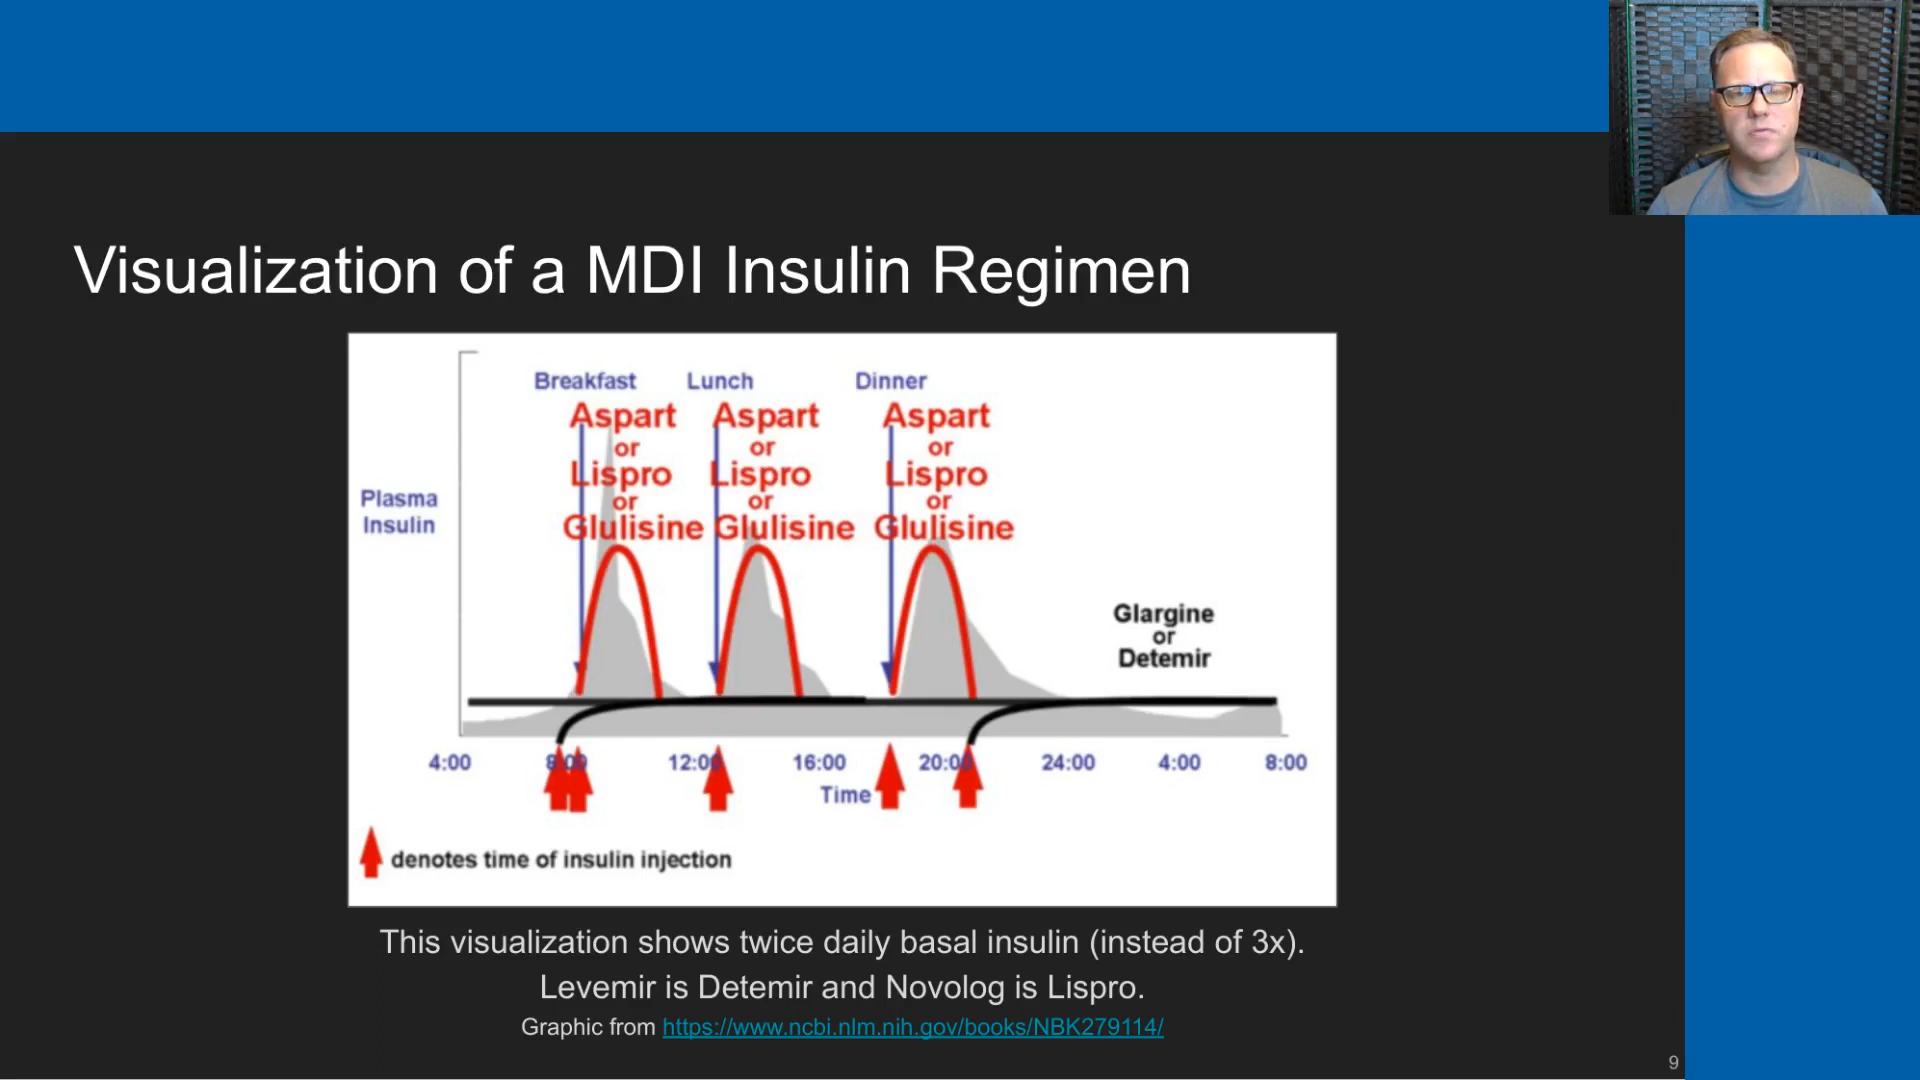 Visualization of a MDI Insulin Regimen
Breakfast Lunch Dinner
Aspart Aspart Aspart
or or or
Lispro Lispro Lispro
or or or
Glulisine Glulisine Glulisine
Plasma
Insulin
Glargine
or
Detemir
4:00 8:00 12:00 16:00 20:00 24:00 4:00 8:00
Time
denotes time of insulin injection
This visualization shows twice daily basal insulin (instead of 3x).
Levemir is Detemir and Novolog is Lispro.
Graphic from https://www.ncbi.nlm.nih.gov/books/NBK279114/
9